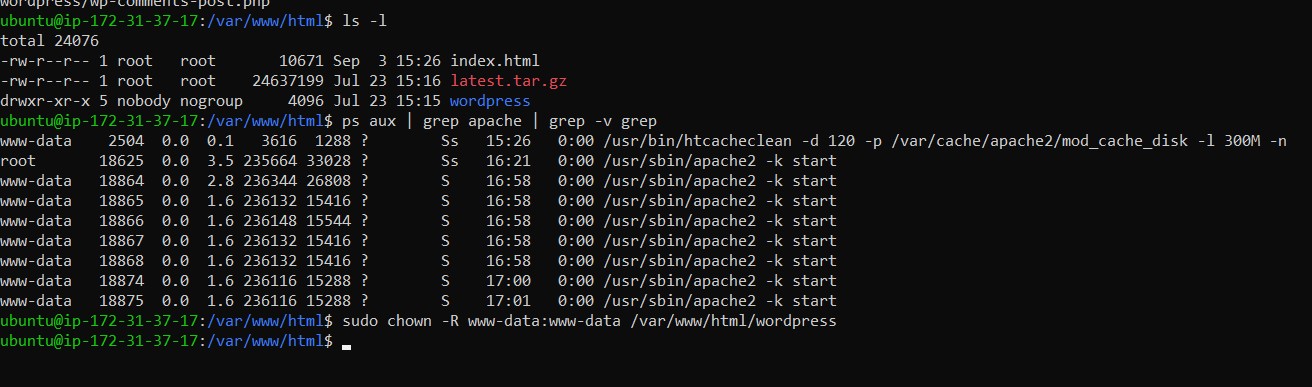 wordpress/wp-comments-post.php
ubuntu@ip-172-31-37-17:/var/www/html$ ls -l
total 24076
-rw-r--r-- 1 root   root      10671 Sep  3 15:26 index.html
-rw-r--r-- 1 root   root   24637199 Jul 23 15:16 latest.tar.gz
drwxr-xr-x 5 nobody nogroup     4096 Jul 23 15:15 wordpress
ubuntu@ip-172-31-37-17:/var/www/html$ ps aux | grep apache | grep -v grep
www-data    2504  0.0  0.1   3616  1288 ?        Ss   15:26   0:00 /usr/bin/htcacheclean -d 120 -p /var/cache/apache2/mod_cache_disk -l 300M -n
root       18625  0.0  3.5 235664 33028 ?        Ss   16:21   0:00 /usr/sbin/apache2 -k start
www-data   18864  0.0  2.8 236344 26808 ?        S    16:58   0:00 /usr/sbin/apache2 -k start
www-data   18865  0.0  1.6 236132 15416 ?        S    16:58   0:00 /usr/sbin/apache2 -k start
www-data   18866  0.0  1.6 236148 15544 ?        S    16:58   0:00 /usr/sbin/apache2 -k start
www-data   18867  0.0  1.6 236132 15416 ?        S    16:58   0:00 /usr/sbin/apache2 -k start
www-data   18868  0.0  1.6 236132 15416 ?        S    16:58   0:00 /usr/sbin/apache2 -k start
www-data   18874  0.0  1.6 236116 15288 ?        S    17:00   0:00 /usr/sbin/apache2 -k start
www-data   18875  0.0  1.6 236116 15288 ?        S    17:01   0:00 /usr/sbin/apache2 -k start
ubuntu@ip-172-31-37-17:/var/www/html$ sudo chown -R www-data:www-data /var/www/html/wordpress
ubuntu@ip-172-31-37-17:/var/www/html$